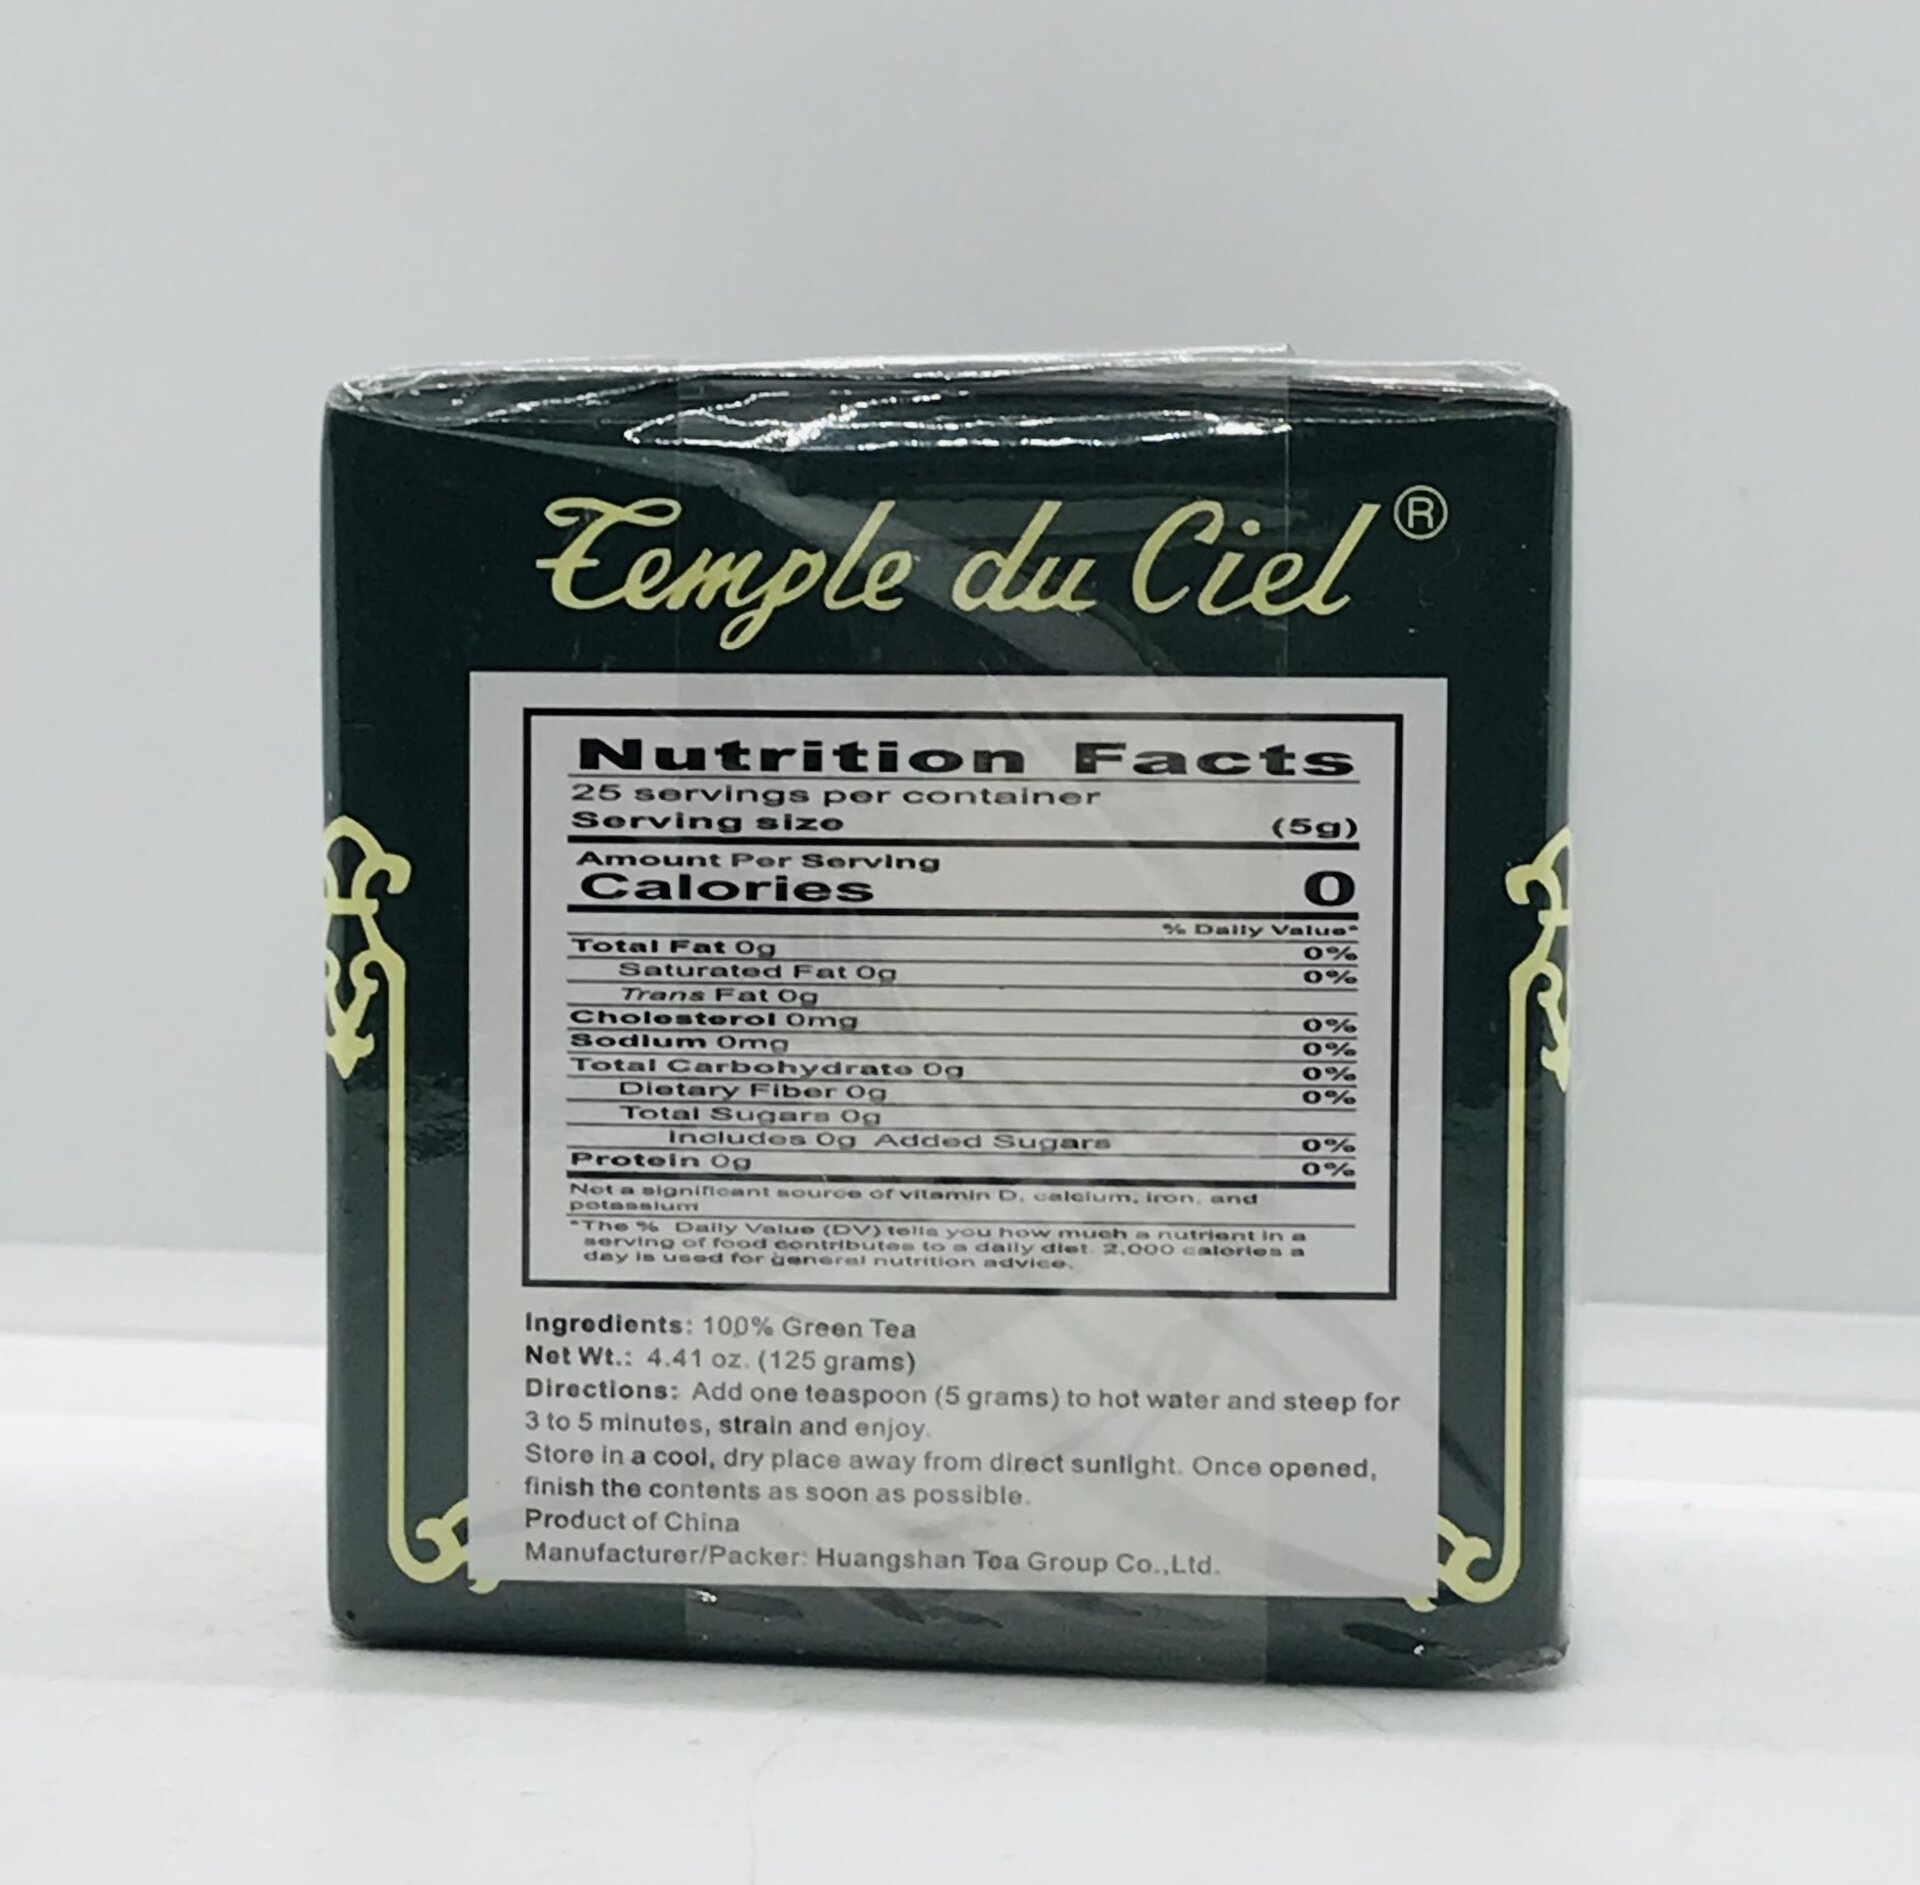 Temple du Ciel ®
Nutrition Facts
25 servings per container
Serving size (5g)
Amount Per Serving
Calories 0
% Daily Value*
Total Fat 0g 0%
Saturated Fat 0g 0%
Trans Fat 0g
Cholesterol 0mg 0%
Sodium 0mg 0%
Total Carbohydrate 0g 0%
Dietary Fiber 0g 0%
Total Sugars 0g
Includes 0g Added Sugars 0%
Protein 0g 0%
Not a significant source of vitamin D, calcium, iron, and
potassium
*The % Daily Value (DV) tells you how much a nutrient in a
serving of food contributes to a daily diet. 2,000 calories a
day is used for general nutrition advice.
Ingredients: 100% Green Tea
Net Wt.: 4.41 oz. (125 grams)
Directions: Add one teaspoon (5 grams) to hot water and steep for
3 to 5 minutes, strain and enjoy.
Store in a cool, dry place away from direct sunlight. Once opened,
finish the contents as soon as possible.
Product of China
Manufacturer/Packer: Huangshan Tea Group Co.,Ltd.